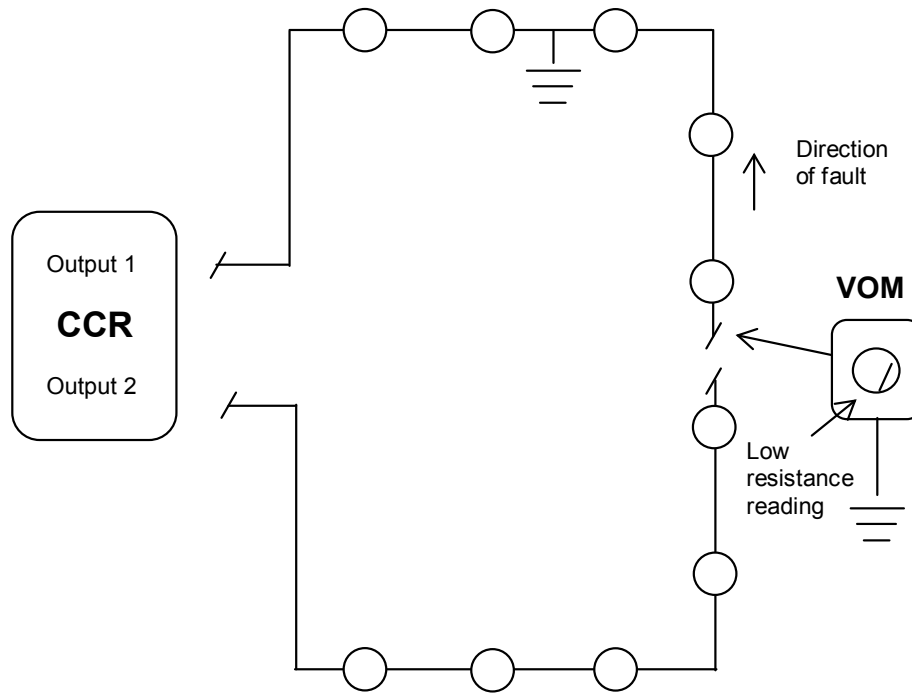 Direction
of fault
Output 1
CCR
Output 2
VOM
Low
resistance
reading